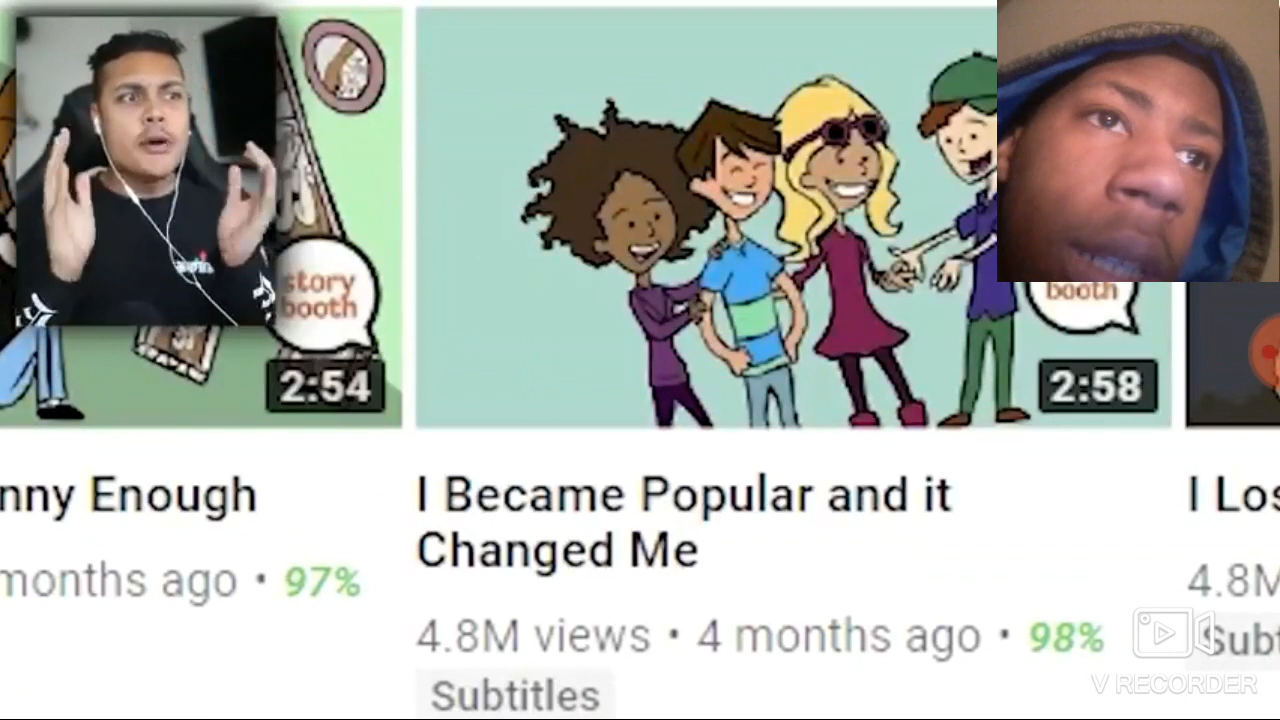 story
booth
booth
2:54
2:58
nny Enough
I Became Popular and it
Changed Me
I Los
months ago • 97%
4.8M views • 4 months ago • 98%
4.8M
Subtitles
Subt
V RECORDER